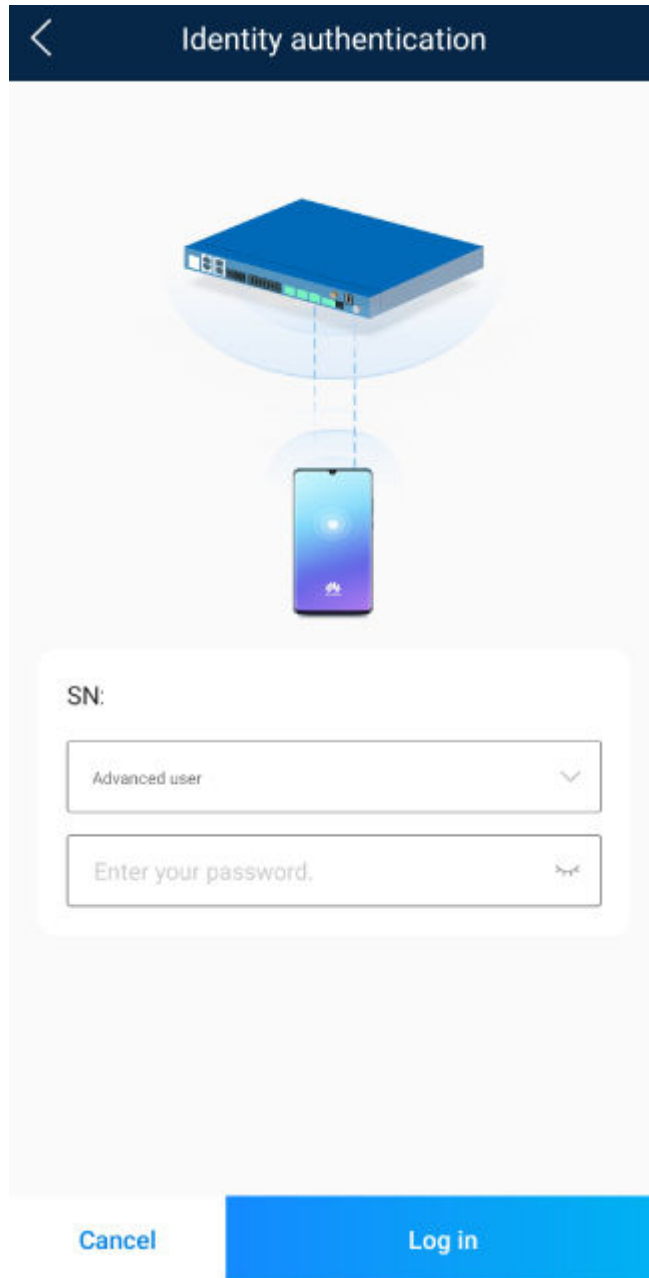 Identity authentication
SN:
Advanced user
Enter your password.
Cancel
Log in